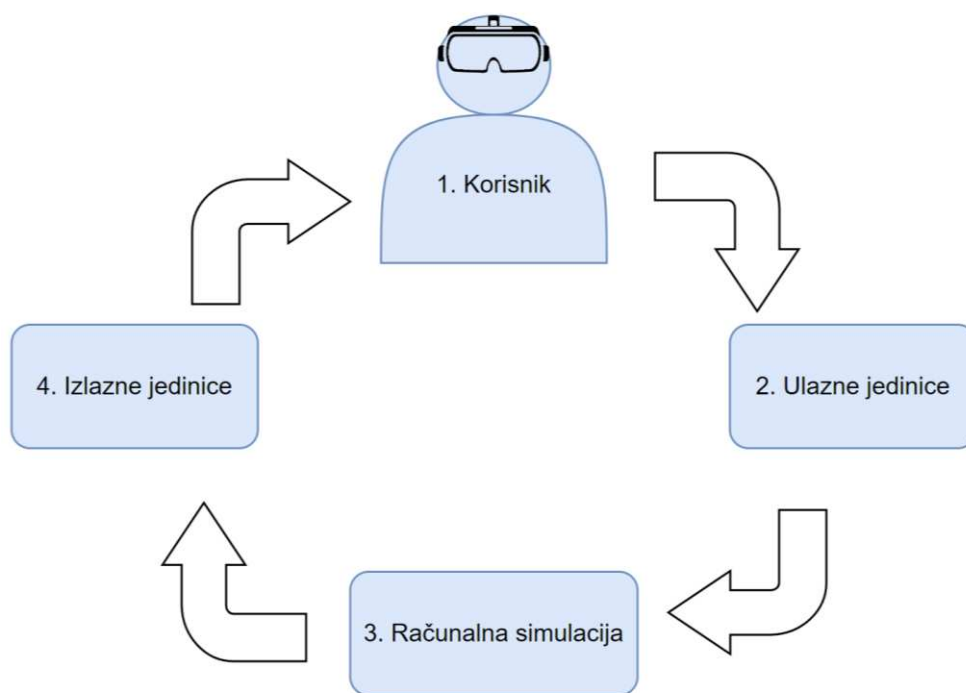 1. Korisnik
2. Ulazne jedinice
3. Računalna simulacija
4. Izlazne jedinice